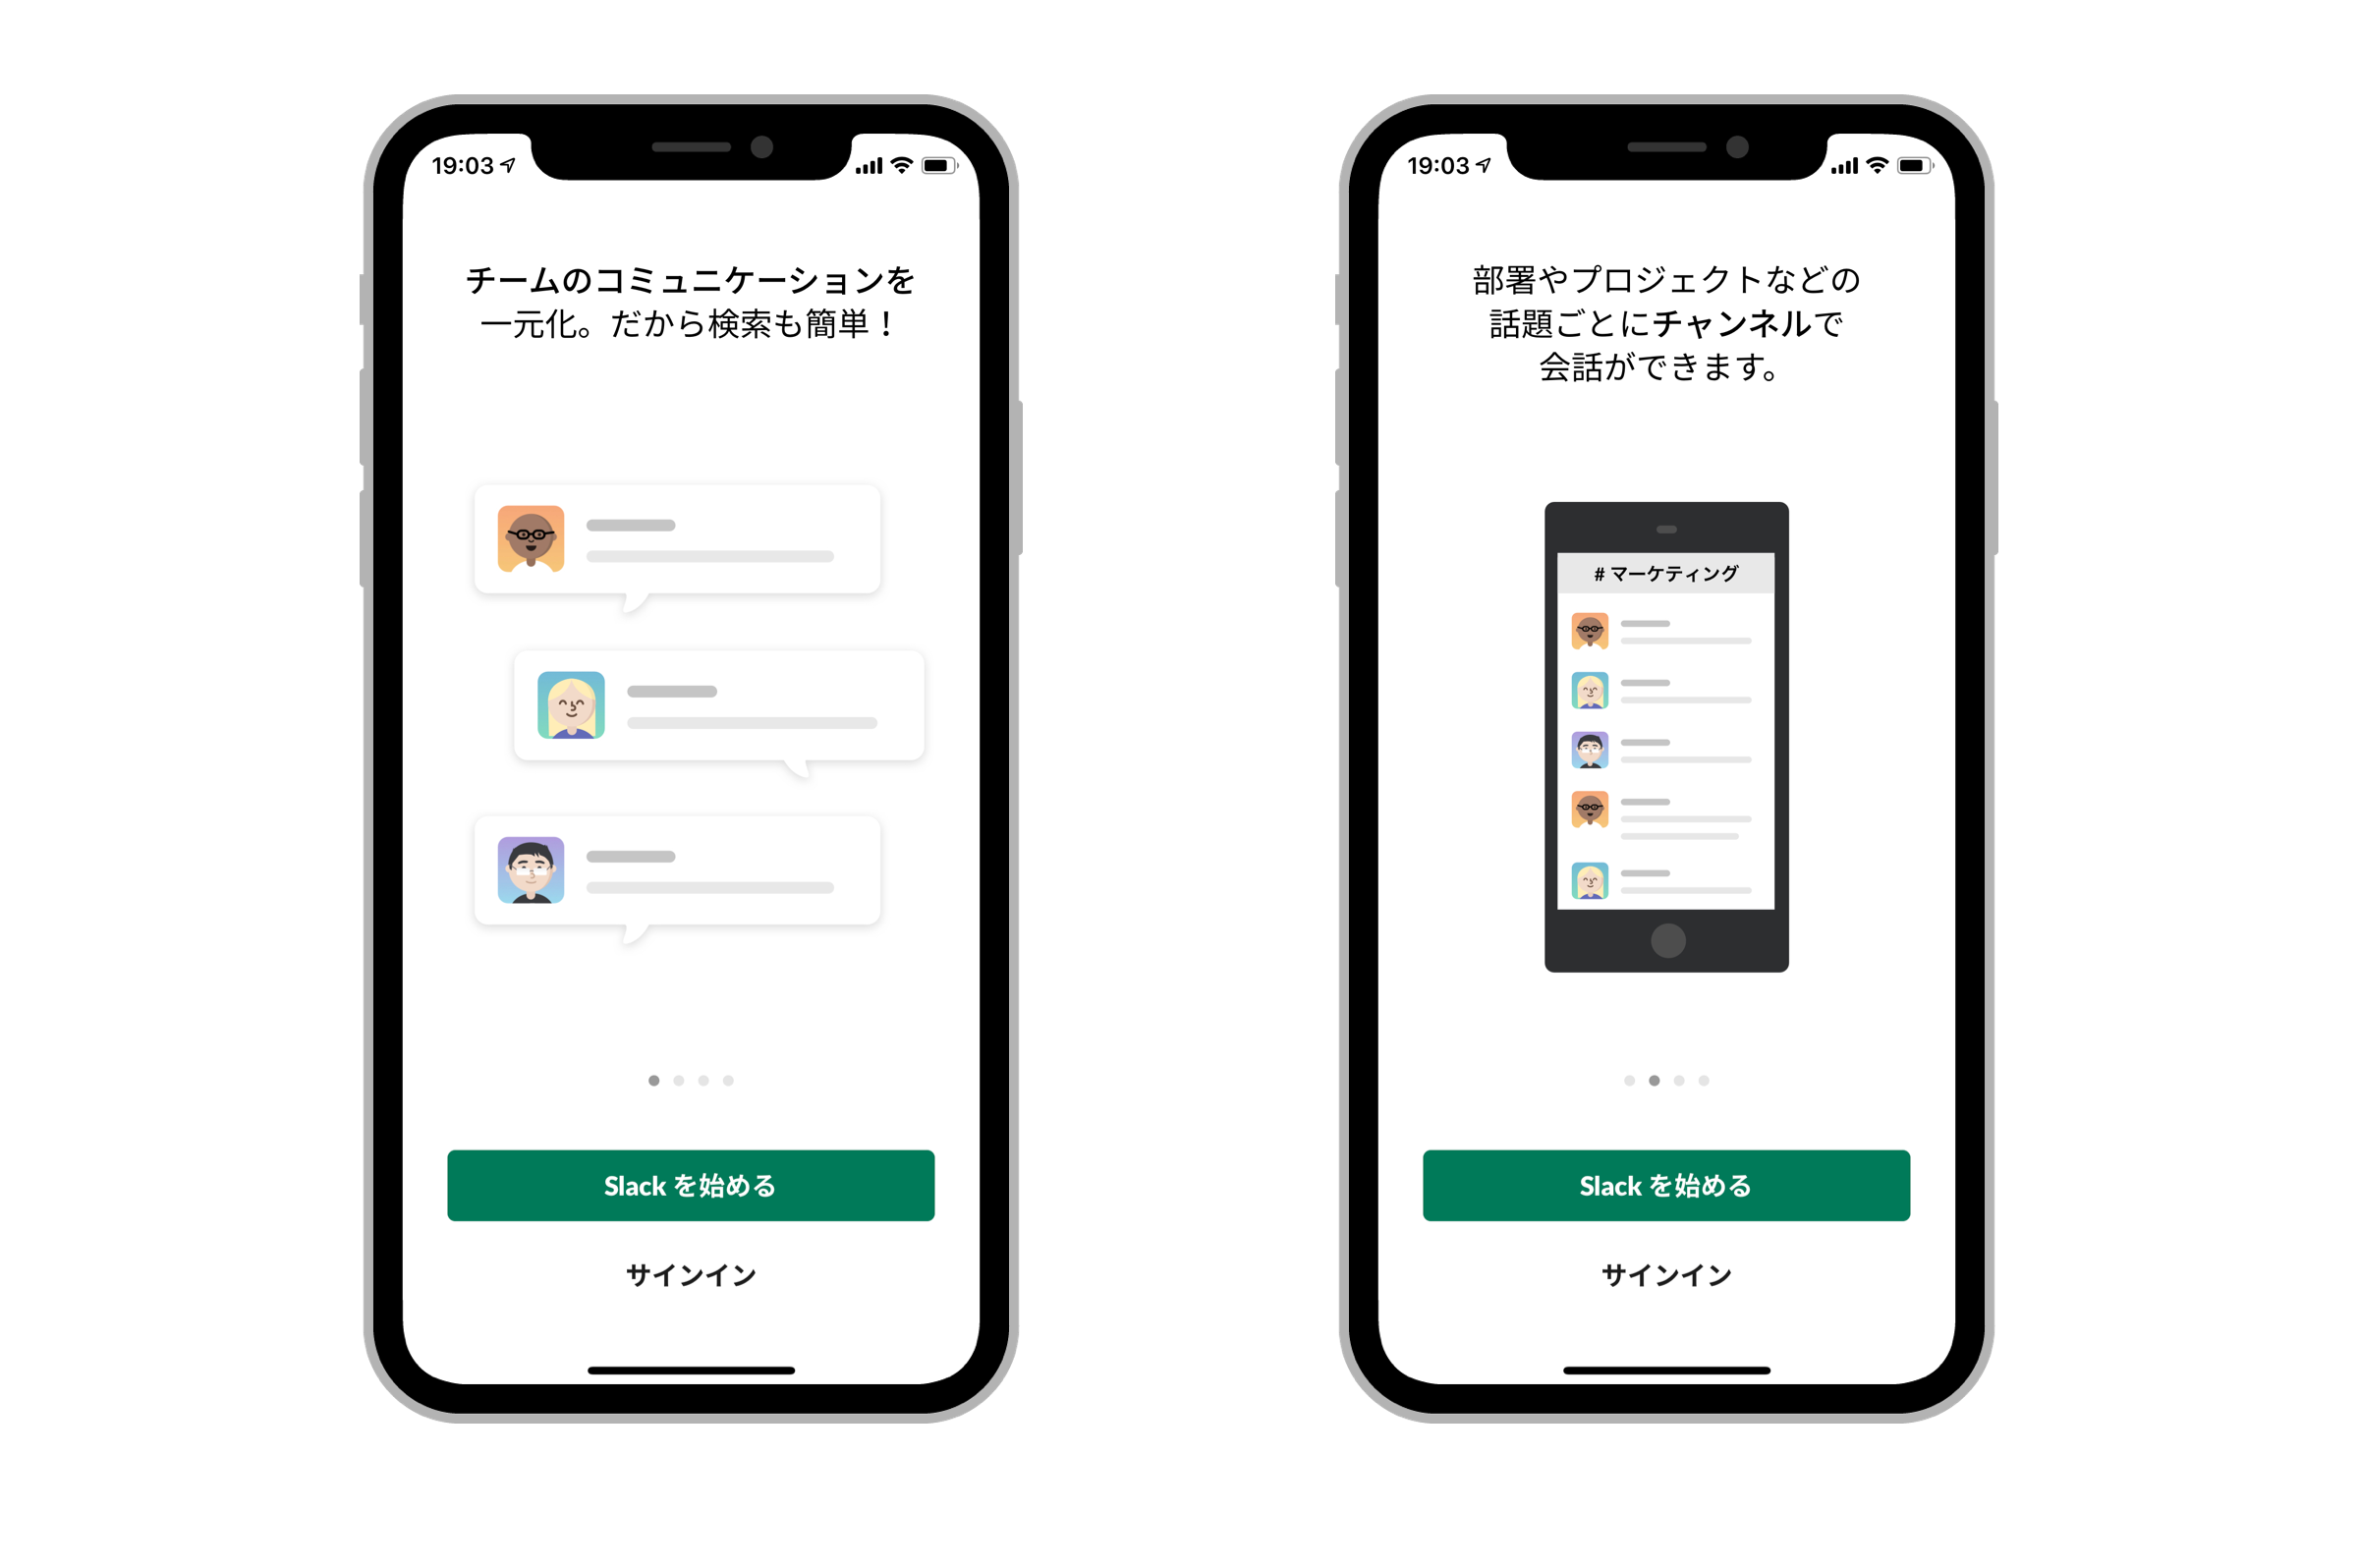 19:03
チームのコミュニケーションを
一元化。だから検索も簡単！
Slack を始める
サインイン
19:03
部署やプロジェクトなどの
話題ごとにチャンネルで
会話ができます。
# マーケティング
Slack を始める
サインイン